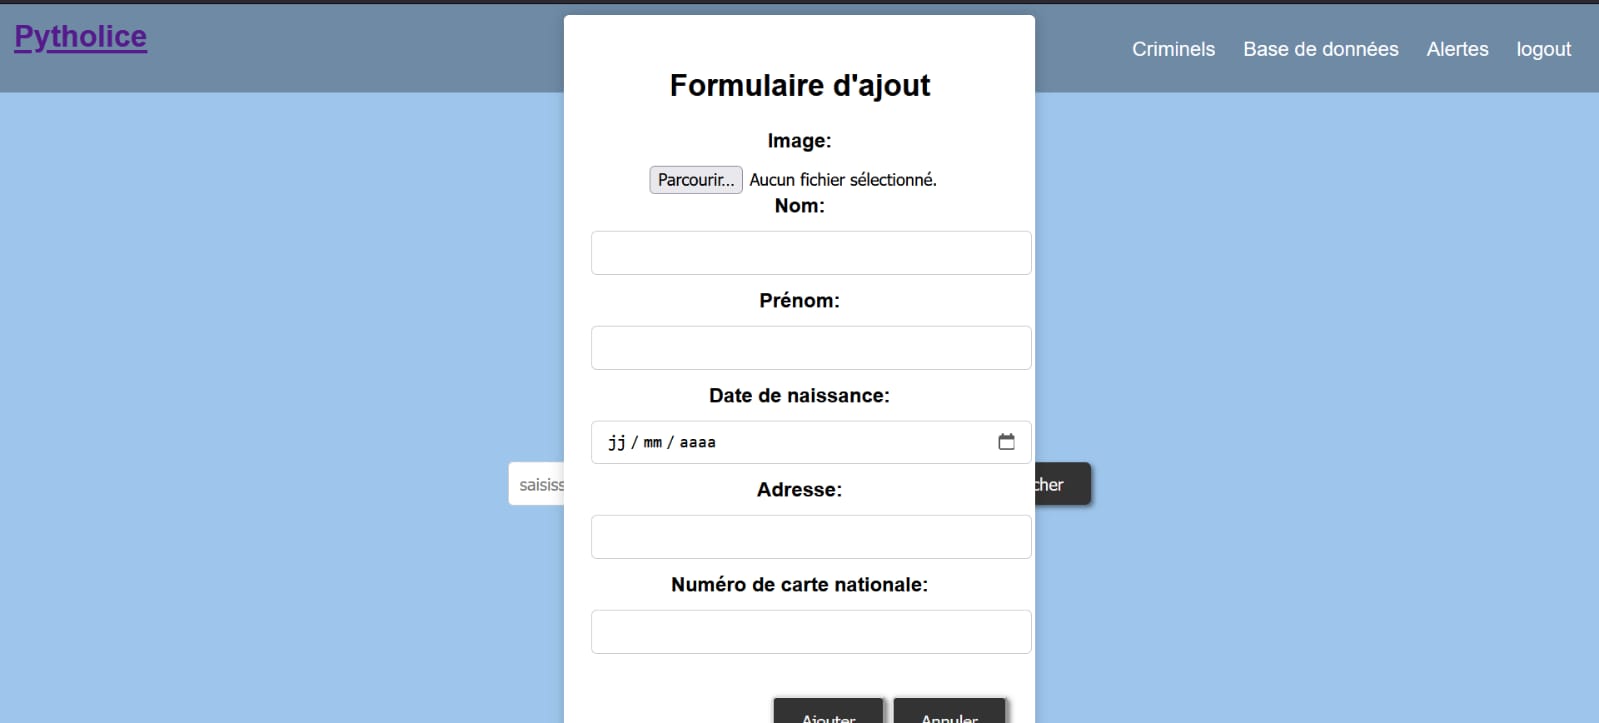 Pytholice
Criminels Base de données Alertes logout
Formulaire d'ajout
Image:
Parcourir... Aucun fichier sélectionné.
Nom:
Prénom:
Date de naissance:
jj / mm / aaaa
saisiss
cher
Adresse:
Numéro de carte nationale:
Ajouter Annuler